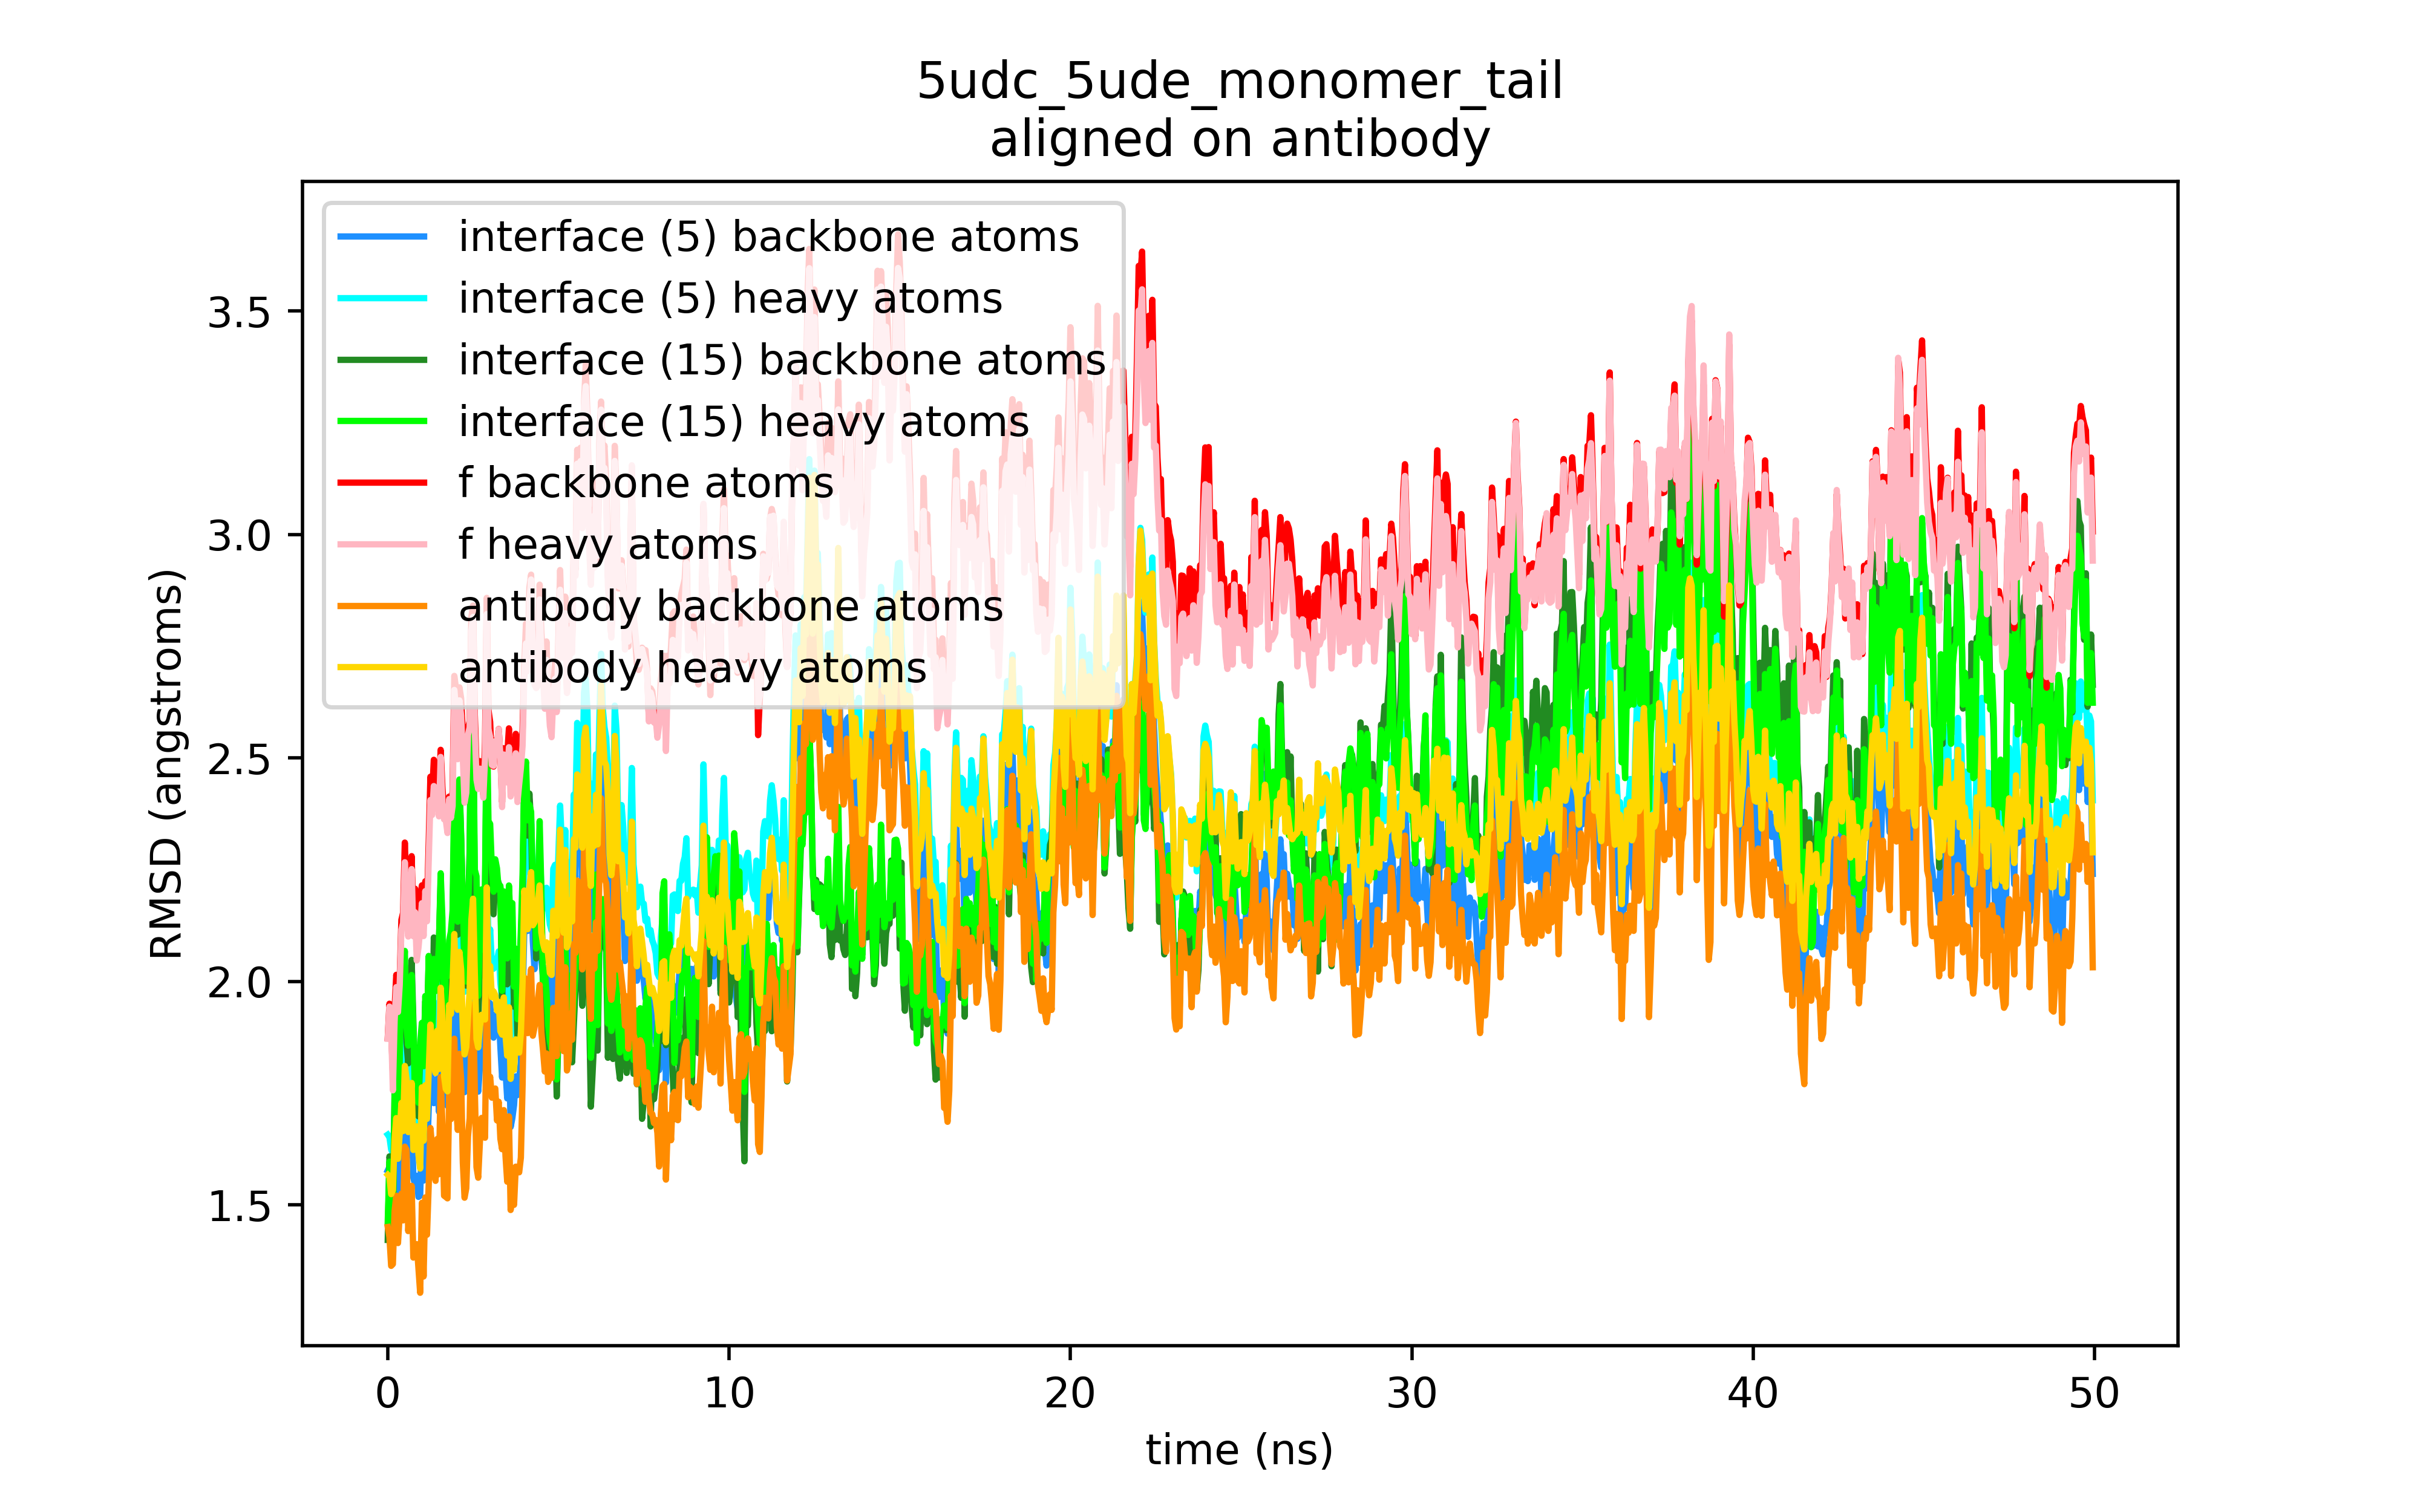 5udc_5ude_monomer_tail
aligned on antibody
interface (5) backbone atoms
interface (5) heavy atoms
interface (15) backbone atoms
interface (15) heavy atoms
f backbone atoms
f heavy atoms
antibody backbone atoms
antibody heavy atoms
RMSD (angstroms)
3.5
3.0
2.5
2.0
1.5
0 10 20 30 40 50
time (ns)